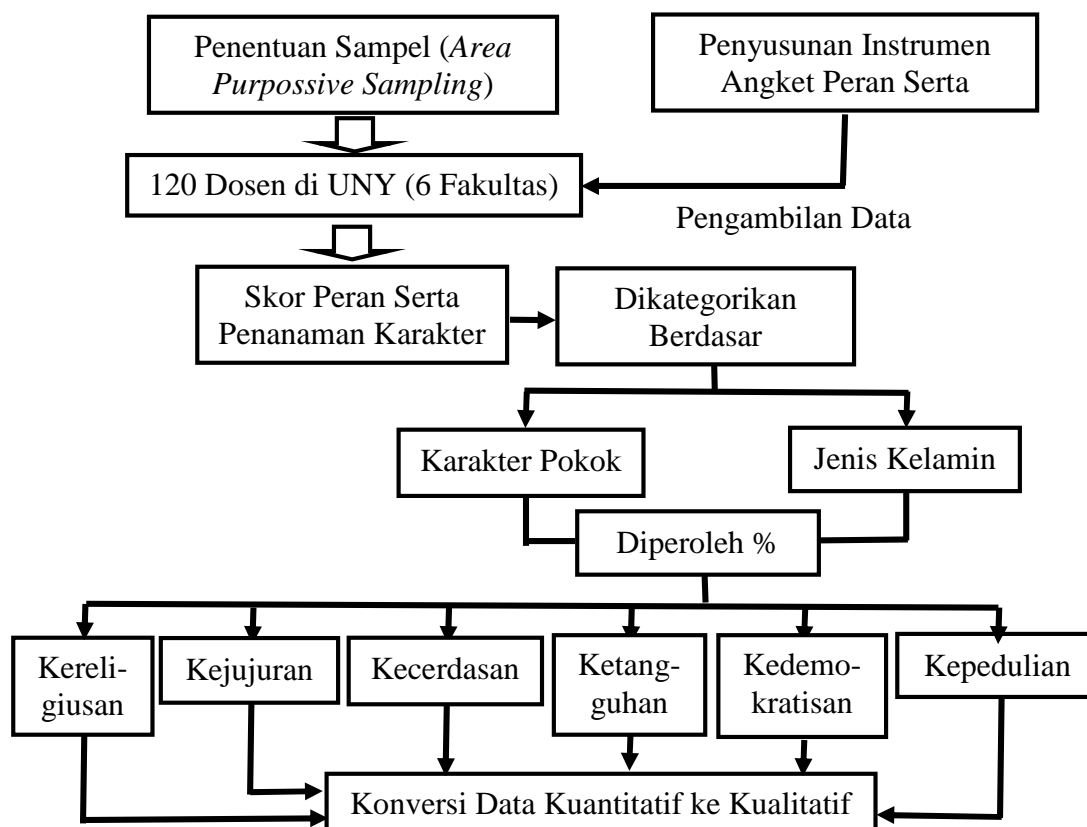 Penentuan Sampel (Area
Purpossive Sampling)
Penyusunan Instrumen
Angket Peran Serta
120 Dosen di UNY (6 Fakultas)
Pengambilan Data
Skor Peran Serta
Penanaman Karakter
Dikategorikan
Berdasar
Karakter Pokok
Jenis Kelamin
Diperoleh %
Kereli-
giusan
Kejujuran
Kecerdasan
Ketang-
guhan
Kedemo-
kratisan
Kepedulian
Konversi Data Kuantitatif ke Kualitatif